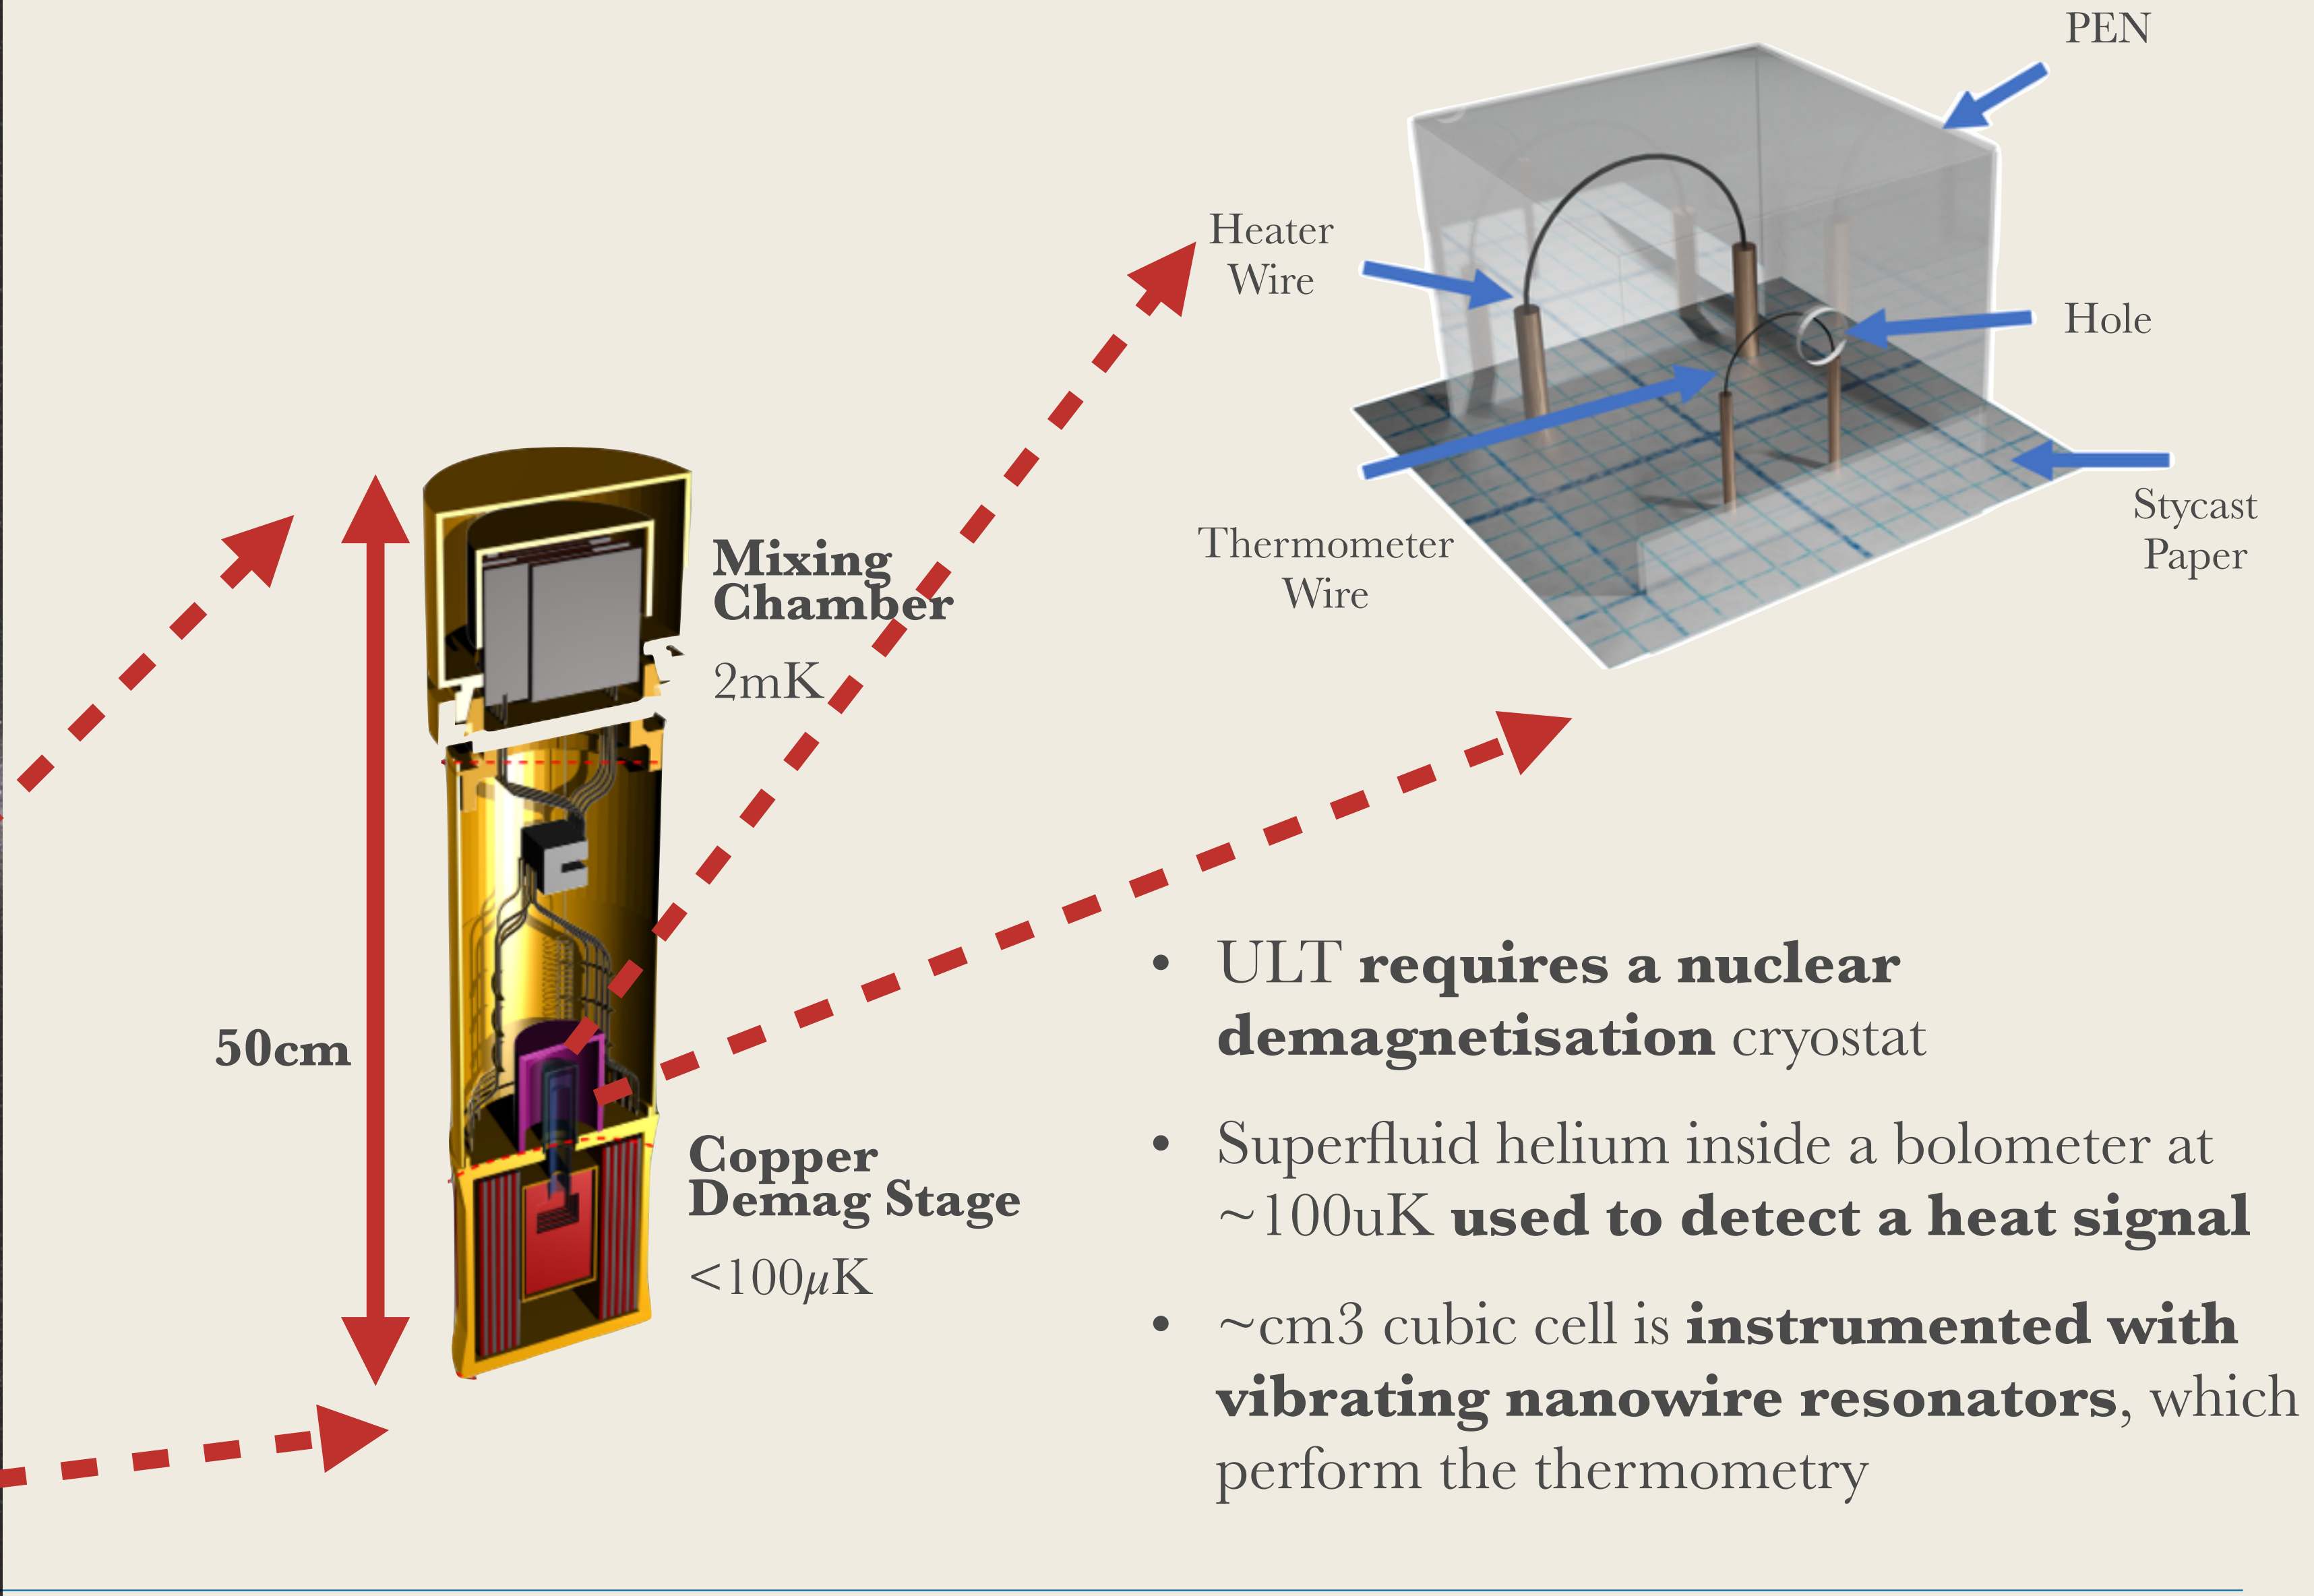 PEN
Heater
Wire
Hole
Thermometer
Wire
Stycast
Paper
Mixing
Chamber
2mK
50cm
Copper
Demag Stage
<100μK
• ULT requires a nuclear
demagnetisation cryostat
• Superfluid helium inside a bolometer at
~100uK used to detect a heat signal
• ~cm3 cubic cell is instrumented with
vibrating nanowire resonators, which
perform the thermometry